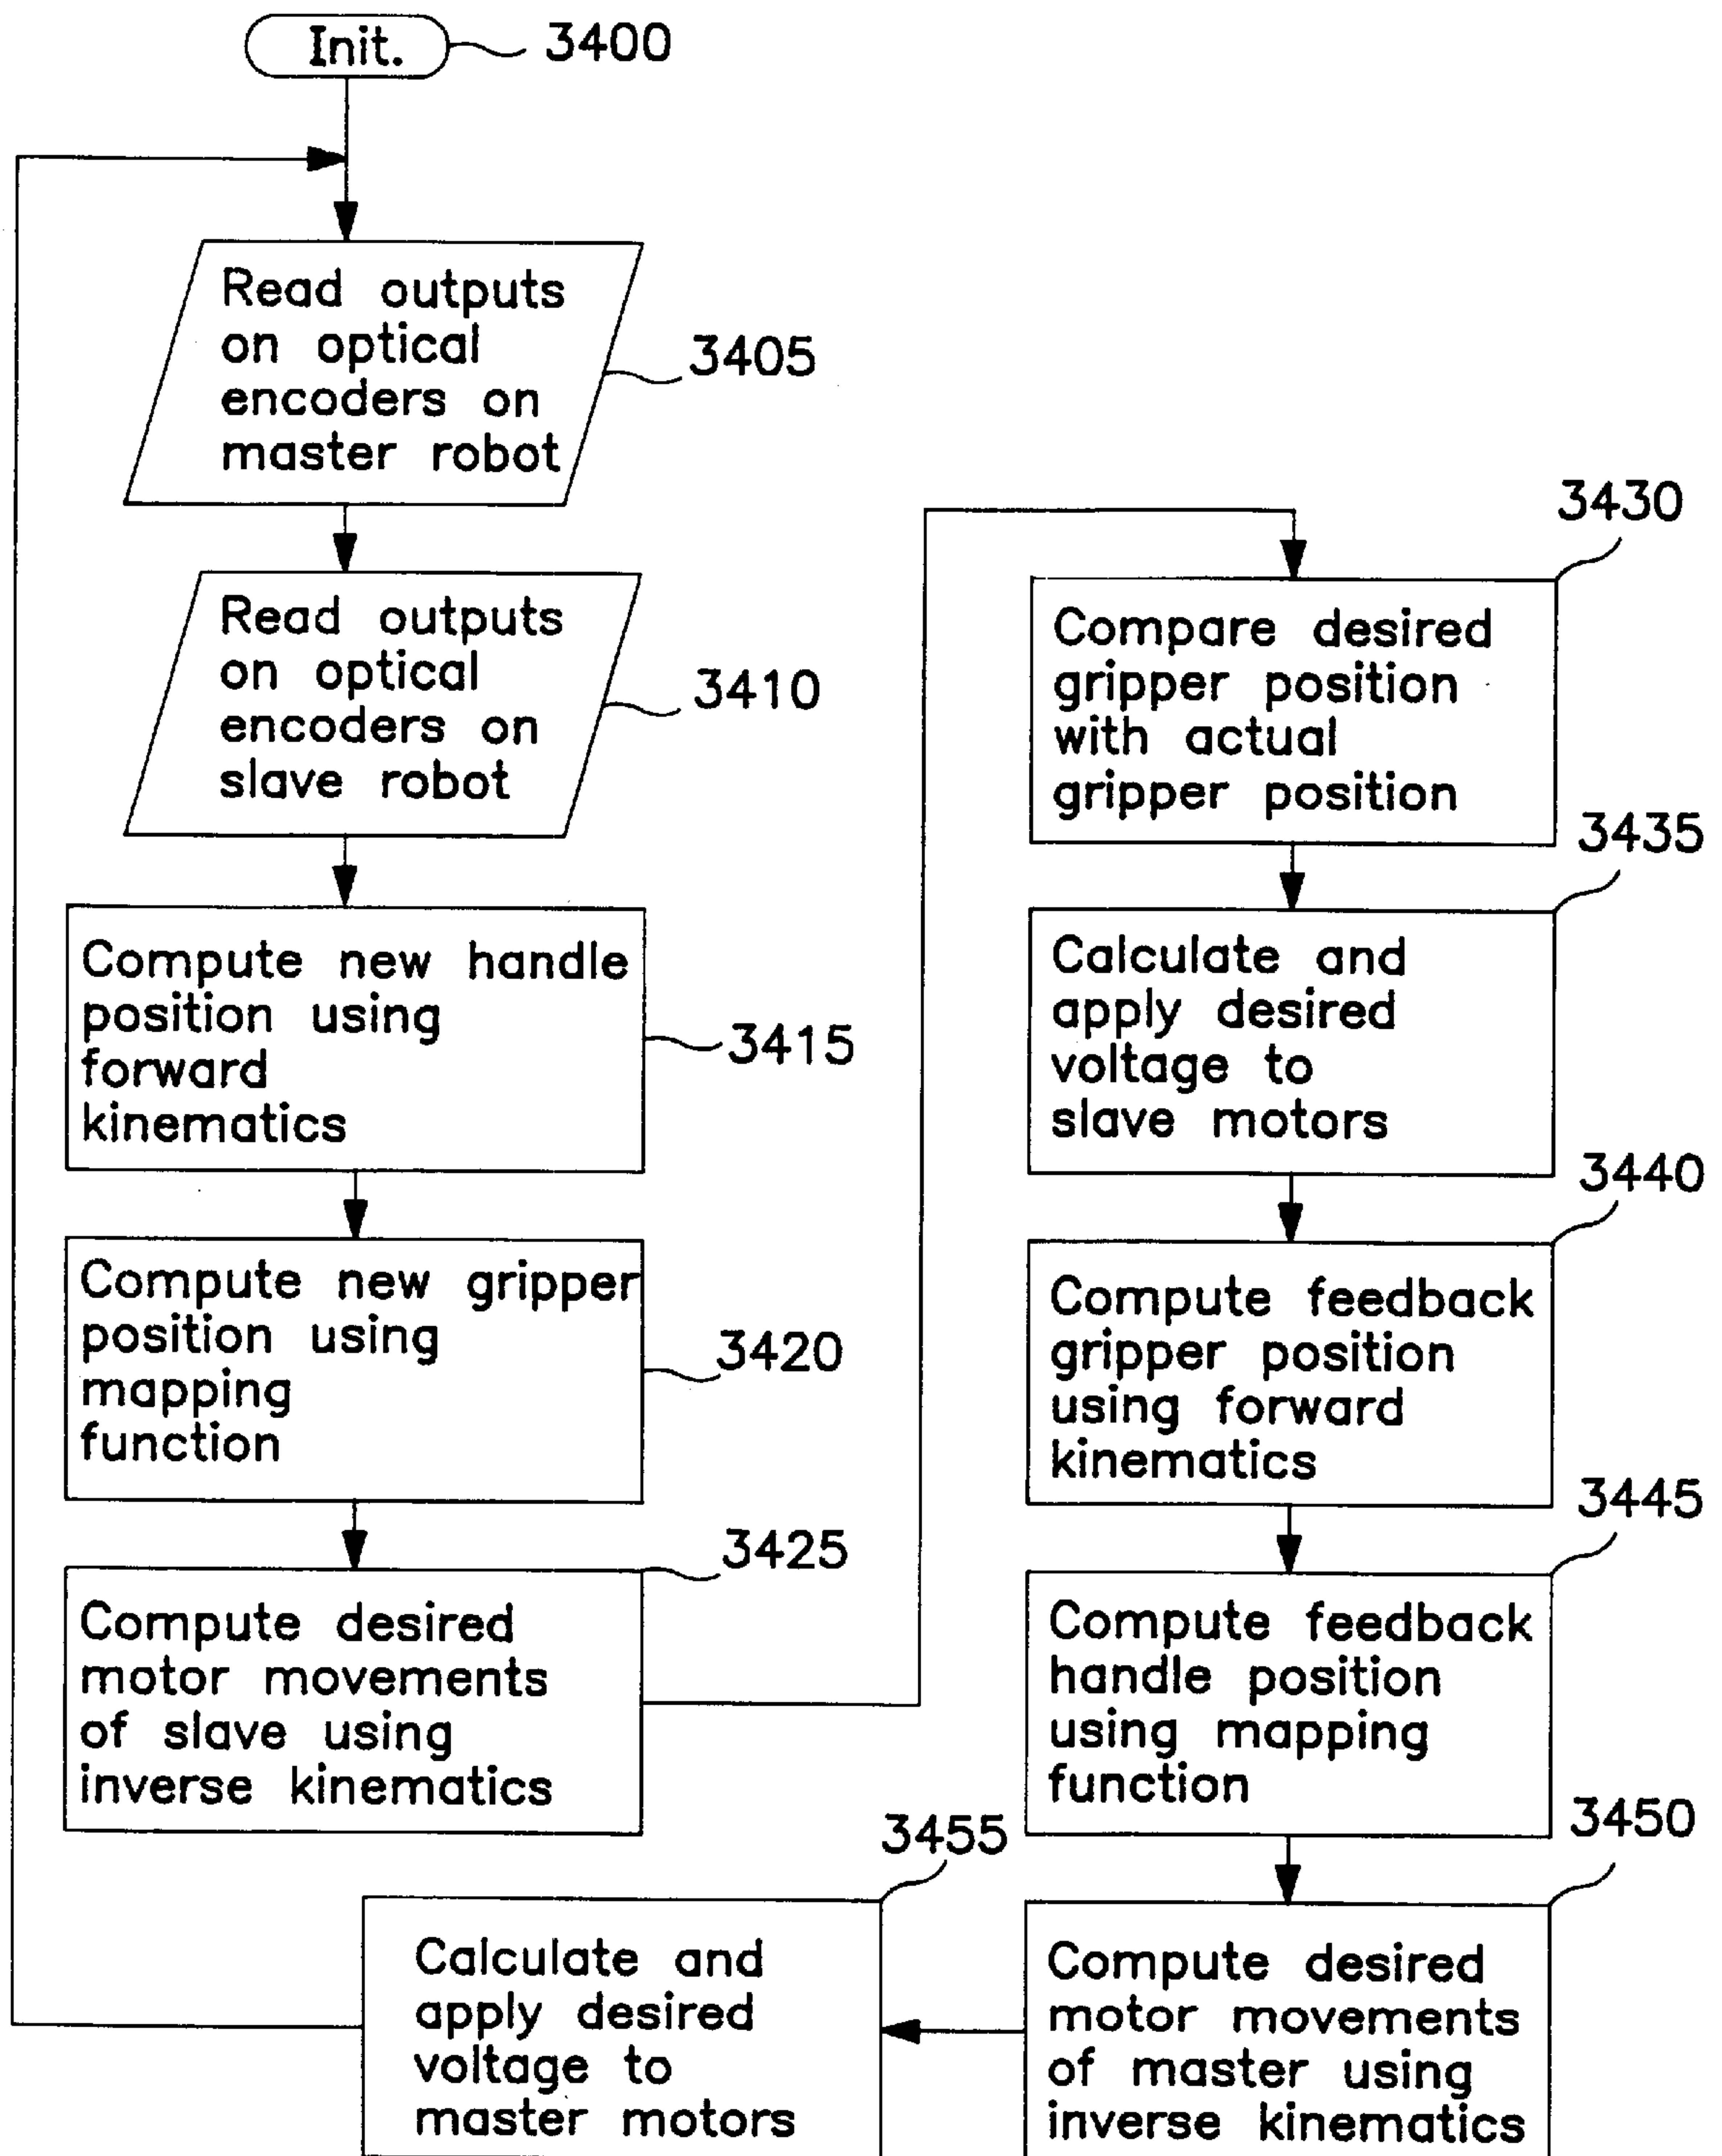 Init.
3400
Read outputs
on optical
encoders on
master robot
3405
Read outputs
on optical
encoders on
slave robot
3410
Compute new handle
position using
forward
kinematics
3415
Compute new gripper
position using
mapping
function
3420
Compute desired
motor movements
of slave using
inverse kinematics
3425
Compare desired
gripper position
with actual
gripper position
3430
Calculate and
apply desired
voltage to
slave motors
3435
Compute feedback
gripper position
using forward
kinematics
3440
Compute feedback
handle position
using mapping
function
3445
Compute desired
motor movements
of master using
inverse kinematics
3450
Calculate and
apply desired
voltage to
master motors
3455